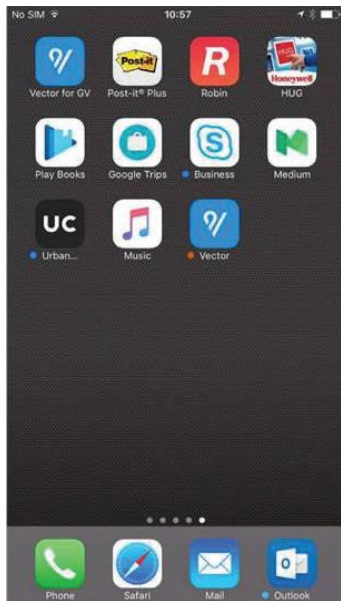 No SIM 10:57
Post-it
R
HUG
Honeywell
Vector for GV Post-it® Plus Robin HUG
S
Play Books Google Trips Business Medium
UC
Urban... Music Vector
Phone Safari Mail Outlook